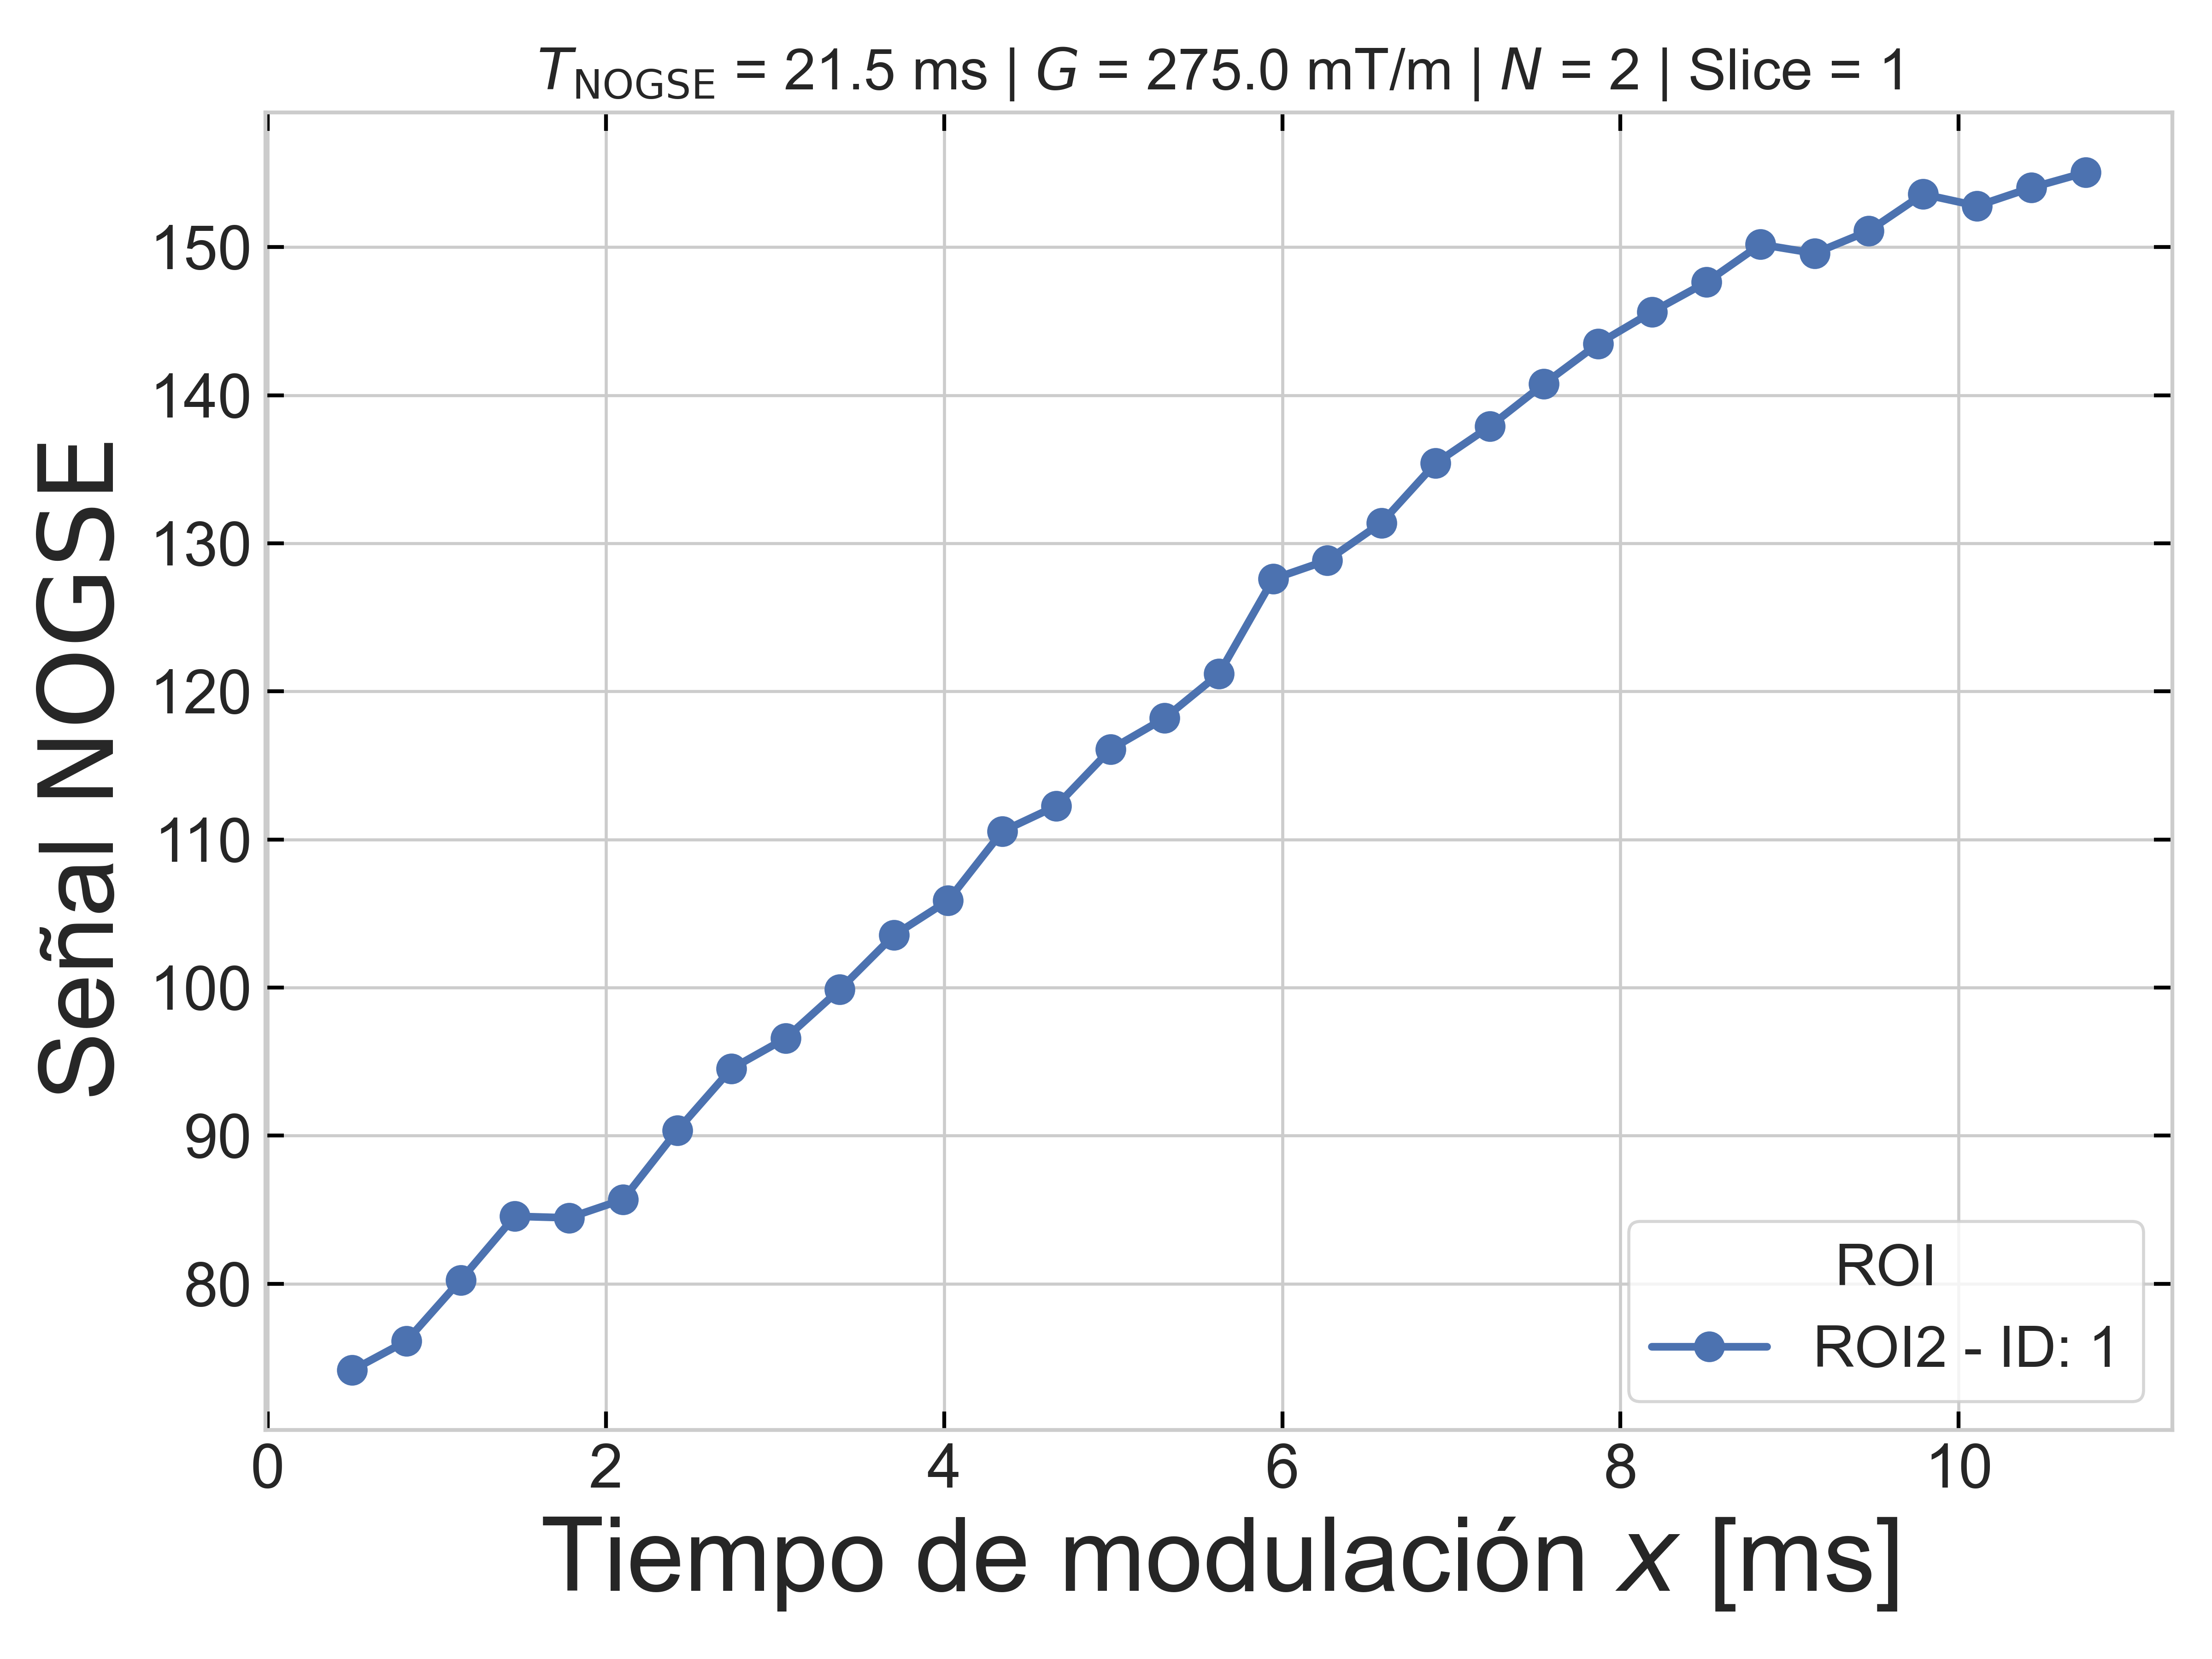 T_NOGSE = 21.5 ms | G = 275.0 mT/m | N = 2 | Slice = 1
Señal NOGSE
150
140
130
120
110
100
90
80
ROI
ROI2 - ID: 1
0 2 4 6 8 10
Tiempo de modulación x [ms]